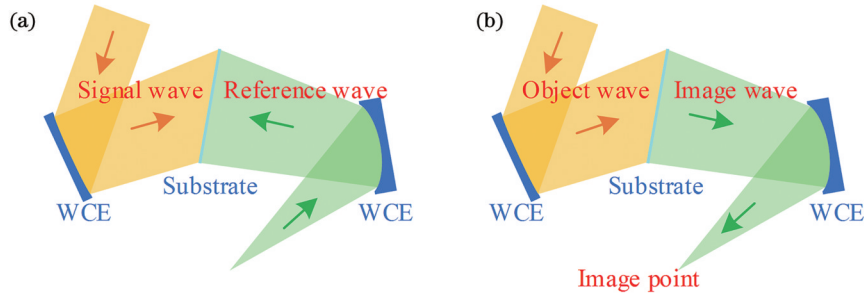 (a)
Signal wave
Reference wave
Substrate
WCE
WCE
(b)
Object wave
Image wave
Substrate
WCE
WCE
Image point